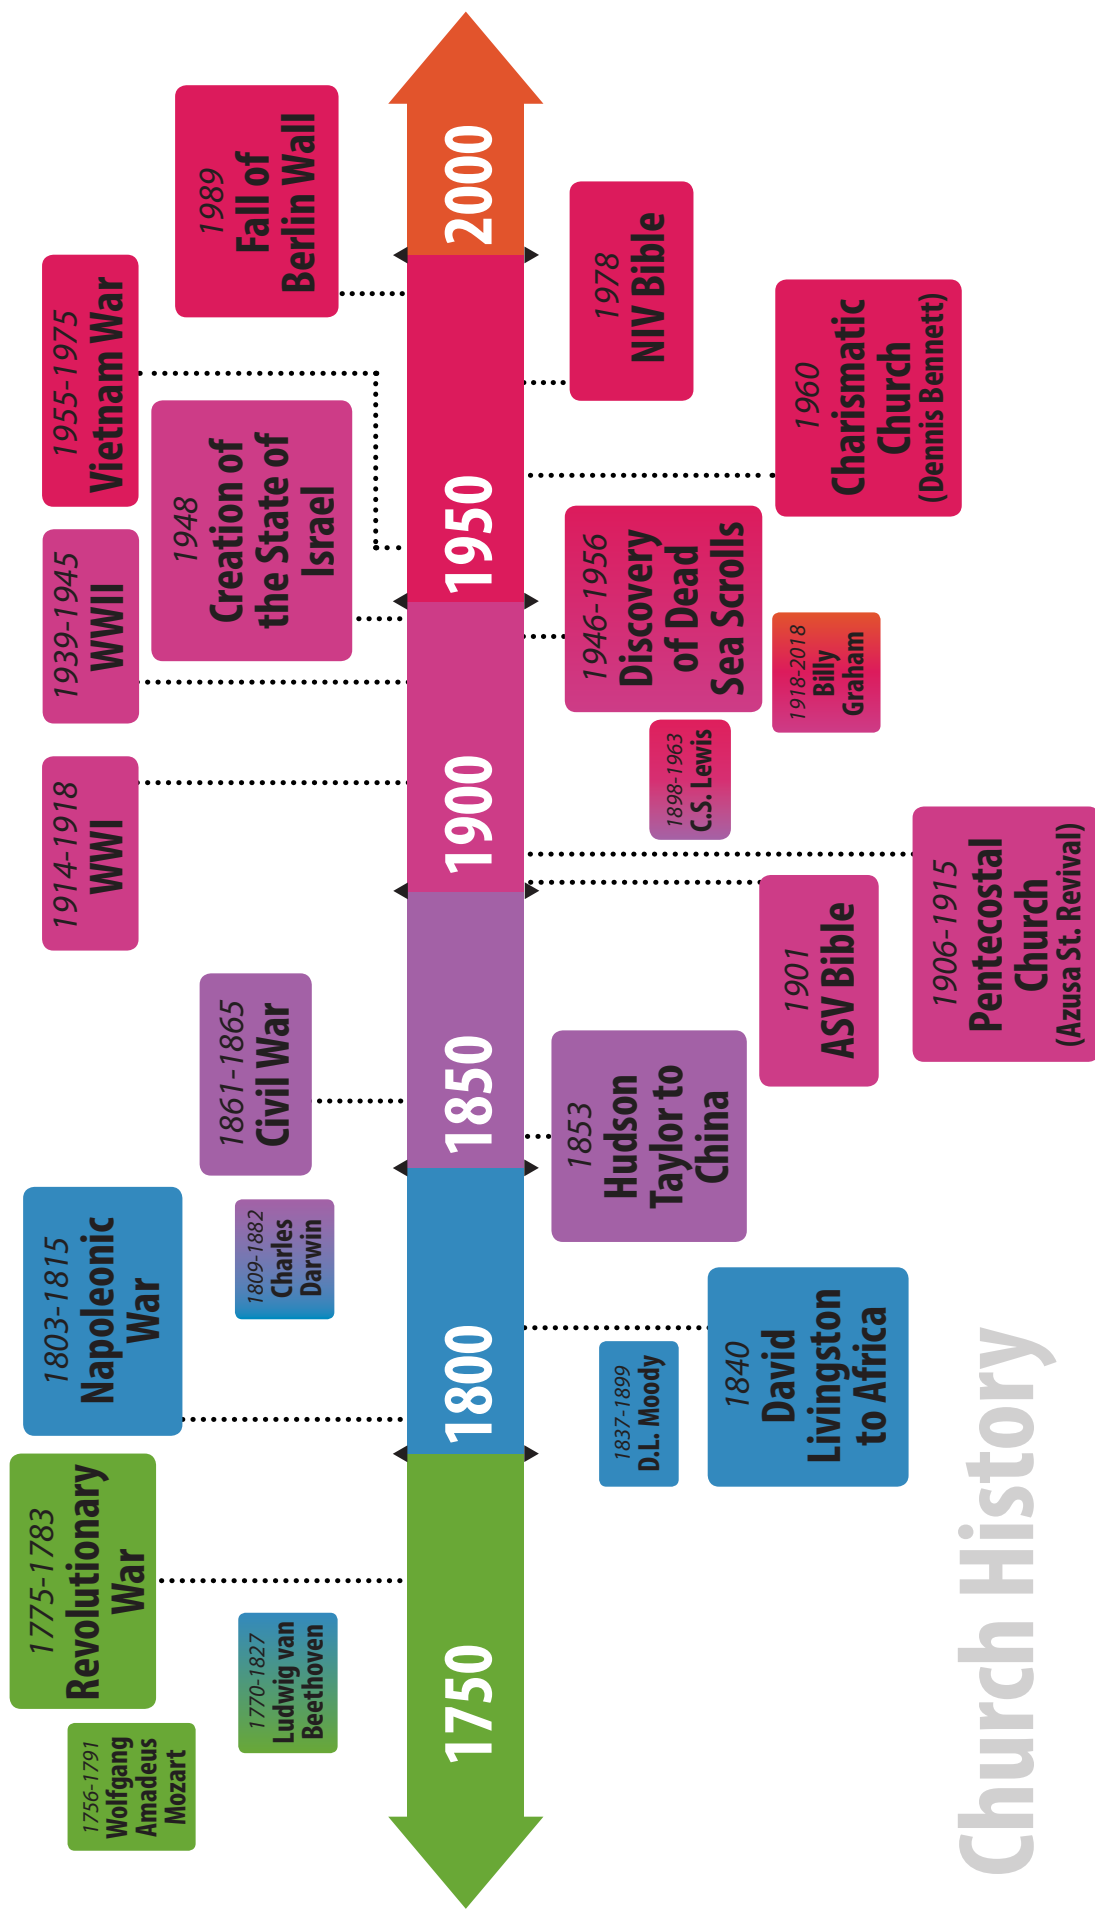 1756-1791
Wolfgang
Amadeus
Mozart
1775-1783
Revolutionary
War
1770-1827
Ludwig van
Beethoven
1803-1815
Napoleonic
War
1809-1882
Charles
Darwin
1861-1865
Civil War
1914-1918
WWI
1939-1945
WWII
1948
Creation of
the State of
Israel
1955-1975
Vietnam War
1989
Fall of
Berlin Wall
1750
1800
1850
1900
1950
2000
1837-1899
D.L. Moody
1840
David
Livingston
to Africa
1853
Hudson
Taylor to
China
1901
ASV Bible
1906-1915
Pentecostal
Church
(Azusa St. Revival)
1898-1963
C.S. Lewis
1918-2018
Billy
Graham
1946-1956
Discovery
of Dead
Sea Scrolls
1960
Charismatic
Church
(Dennis Bennett)
1978
NIV Bible
Church History